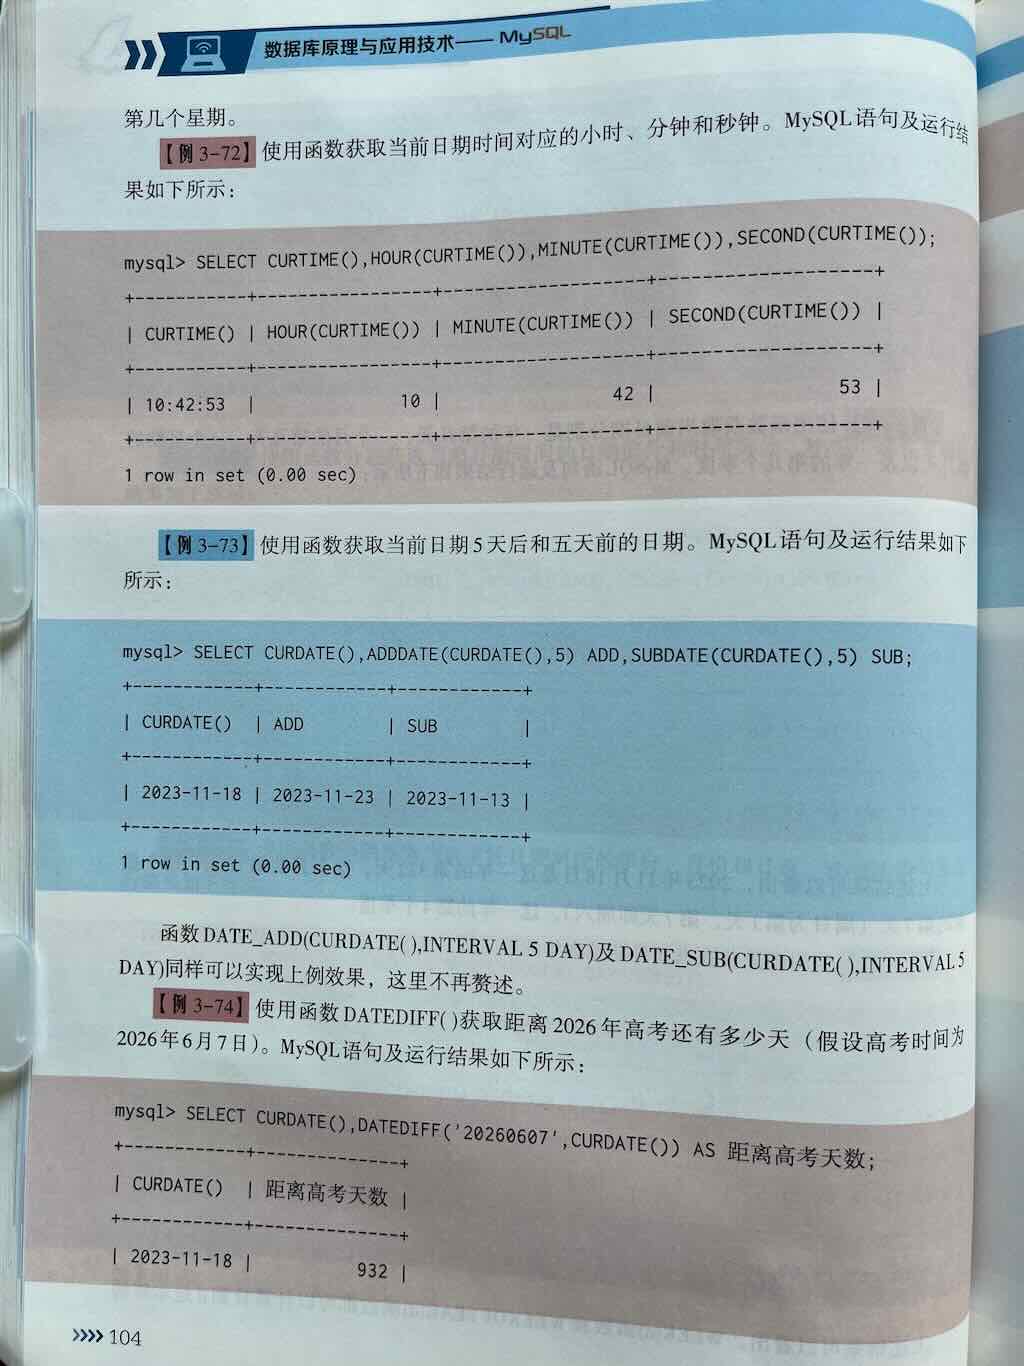 数据库原理与应用技术——MySQL
第几个星期。
【例 3-72】使用函数获取当前日期时间对应的小时、分钟和秒钟。MySQL语句及运行结
果如下所示：
mysql> SELECT CURTIME(),HOUR(CURTIME()),MINUTE(CURTIME()),SECOND(CURTIME());
+-----------+-----------------+-------------------+-------------------+
| CURTIME() | HOUR(CURTIME()) | MINUTE(CURTIME()) | SECOND(CURTIME()) |
+-----------+-----------------+-------------------+-------------------+
| 10:42:53 | 10 | 42 | 53 |
+-----------+-----------------+-------------------+-------------------+
1 row in set (0.00 sec)
【例 3-73】使用函数获取当前日期5天后和五天前的日期。MySQL语句及运行结果如下
所示：
mysql> SELECT CURDATE(),ADDDATE(CURDATE(),5) ADD,SUBDATE(CURDATE(),5) SUB;
+------------+------------+------------+
| CURDATE() | ADD | SUB |
+------------+------------+------------+
| 2023-11-18 | 2023-11-23 | 2023-11-13 |
+------------+------------+------------+
1 row in set (0.00 sec)
函数DATE_ADD(CURDATE( ),INTERVAL 5 DAY)及DATE_SUB(CURDATE( ),INTERVAL 5
DAY)同样可以实现上例效果，这里不再赘述。
【例 3-74】使用函数DATEDIFF( )获取距离2026年高考还有多少天（假设高考时间为
2026年6月7日）。MySQL语句及运行结果如下所示：
mysql> SELECT CURDATE(),DATEDIFF('20260607',CURDATE()) AS 距离高考天数;
+------------+--------------+
| CURDATE() | 距离高考天数 |
+------------+--------------+
| 2023-11-18 | 932 |
104